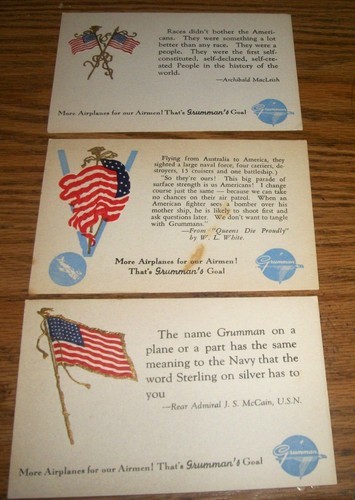 Races didn't bother the Ameri-
cans. They were something a lot
better than any race. They were a
people. They were the first self-
constituted, self-declared, self-cre-
ated People in the history of the
world.
—Archibald MacLeish
More Airplanes for our Airmen! That's Grumman's Goal
Grumman
Flying from Australia to America, they
sighted a large naval force, four carriers, de-
stroyers, 15 cruisers and one battleship.)
"So they're ours! This big parade of
surface strength is us Americans! I change
course just the same — because we can take
no chances on their air patrol. When an
American fighter sees a bomber over his
mother ship, he is likely to shoot first and
ask questions later. We don't want to tangle
with Grummans."
—From "Queens Die Proudly"
by W. L. White.
More Airplanes for our Airmen!
That's Grumman's Goal
Grumman
The name Grumman on a
plane or a part has the same
meaning to the Navy that the
word Sterling on silver has to
you
—Rear Admiral J. S. McCain, U.S.N.
More Airplanes for our Airmen! That's Grumman's Goal
Grumman